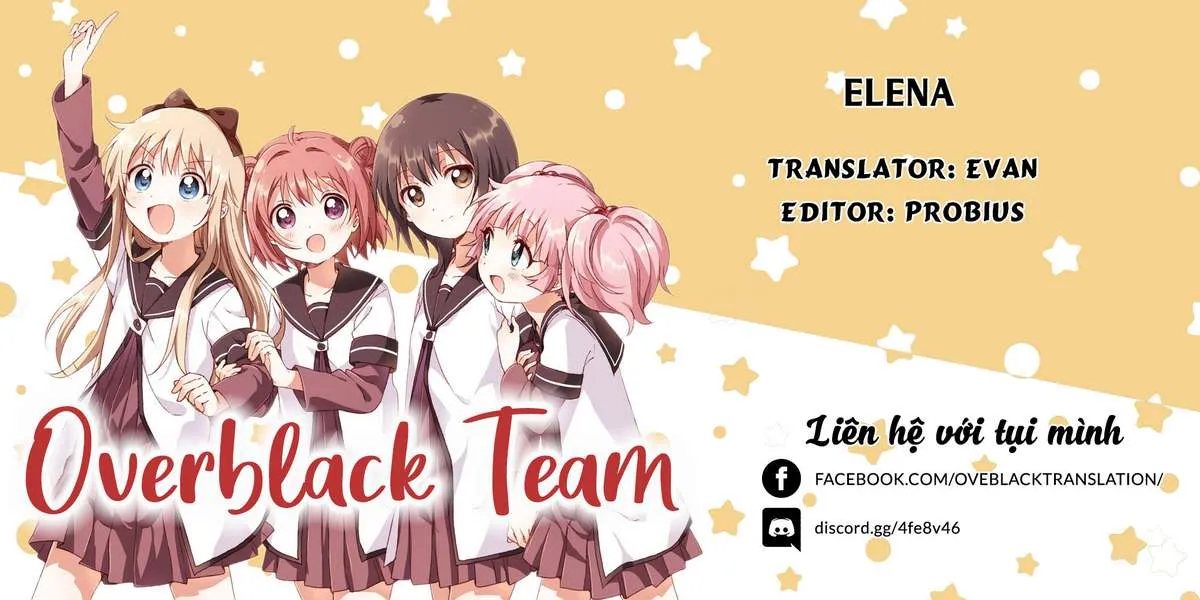 ELENA
TRANSLATOR: EVAN
EDITOR: PROBIUS
Overblack Team
Liên hệ với tụi mình
FACEBOOK.COM/OVEBLACKTRANSLATION/
discord.gg/4fe8v46